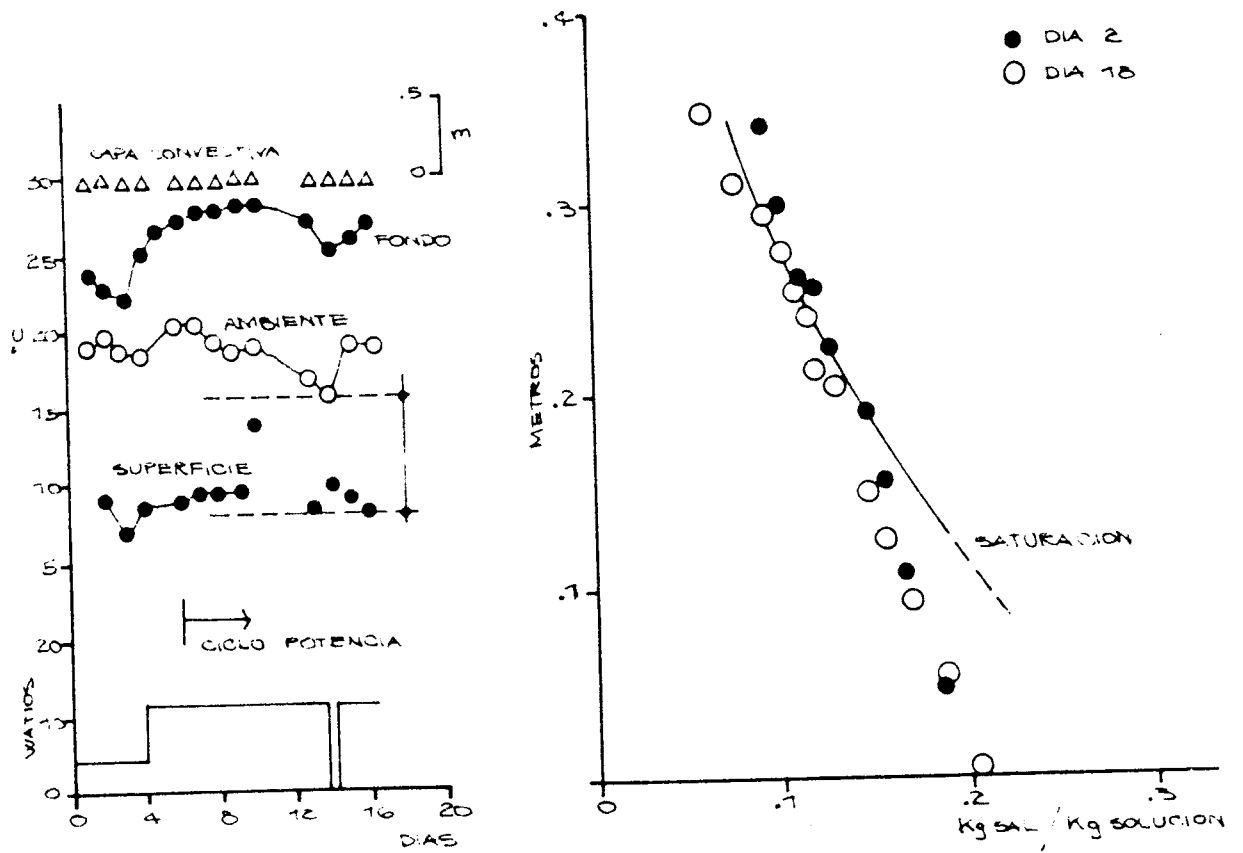 .5
m
0
CAPA CONVECTIVA
30
25
20
15
10
5
°C
FONDO
AMBIENTE
SUPERFICIE
CICLO POTENCIA
20
10
0
WATIOS
0 4 8 12 16 20
DIAS
.4
.3
.2
.1
METROS
DIA 2
DIA 18
SATURACION
0 .1 .2 .3
Kg SAL / Kg SOLUCION